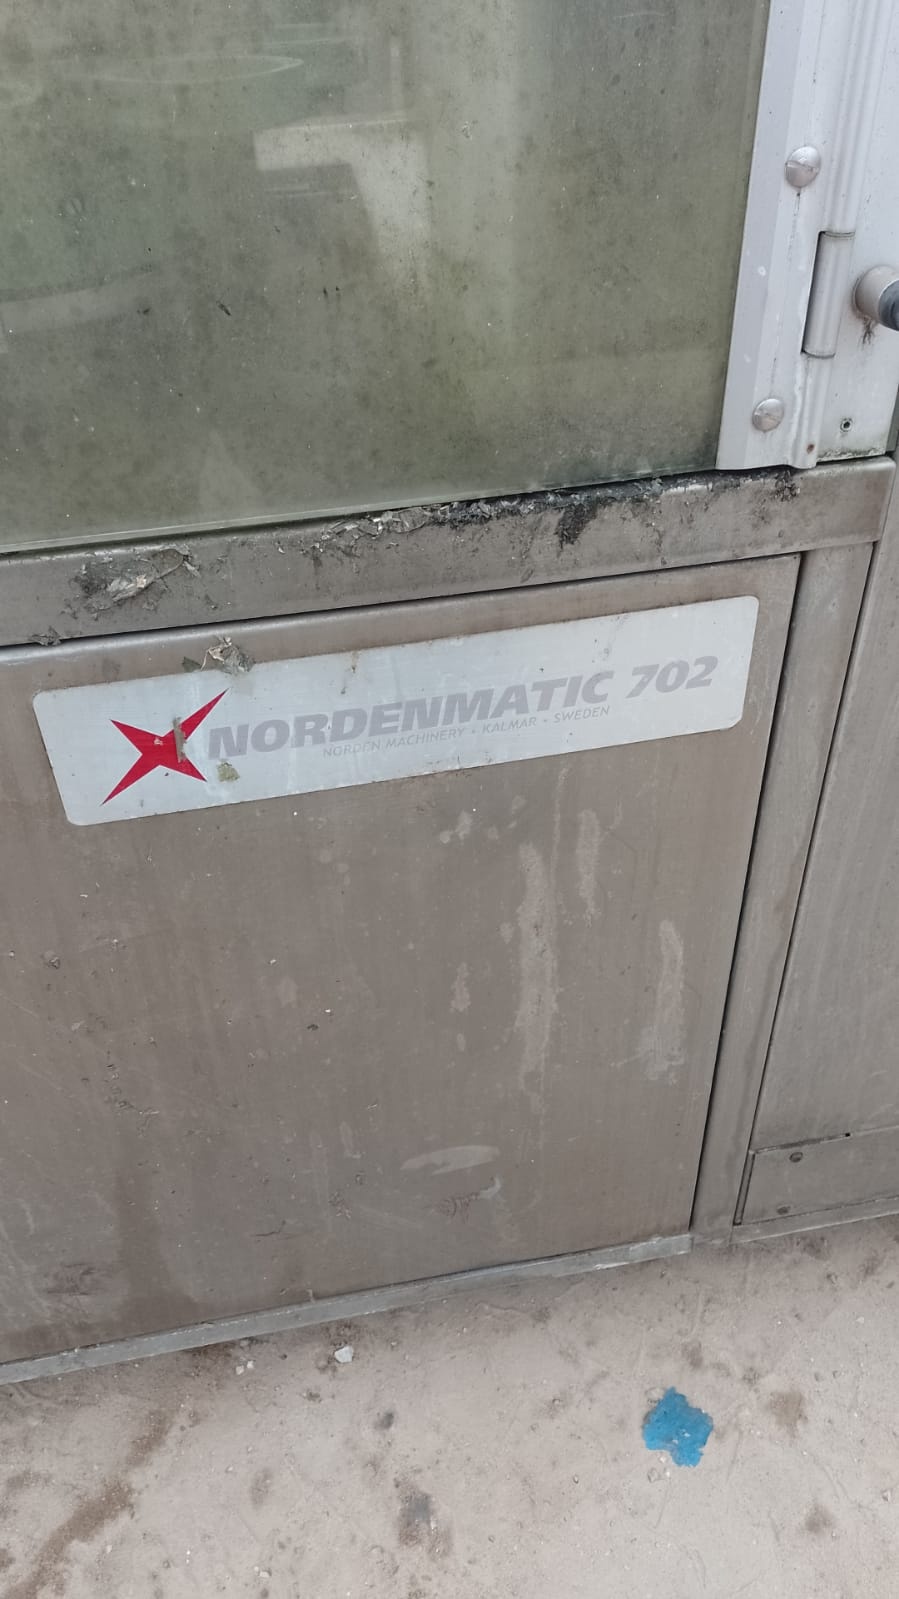 NORDENMATIC 702
NORDEN MACHINERY • KALMAR • SWEDEN